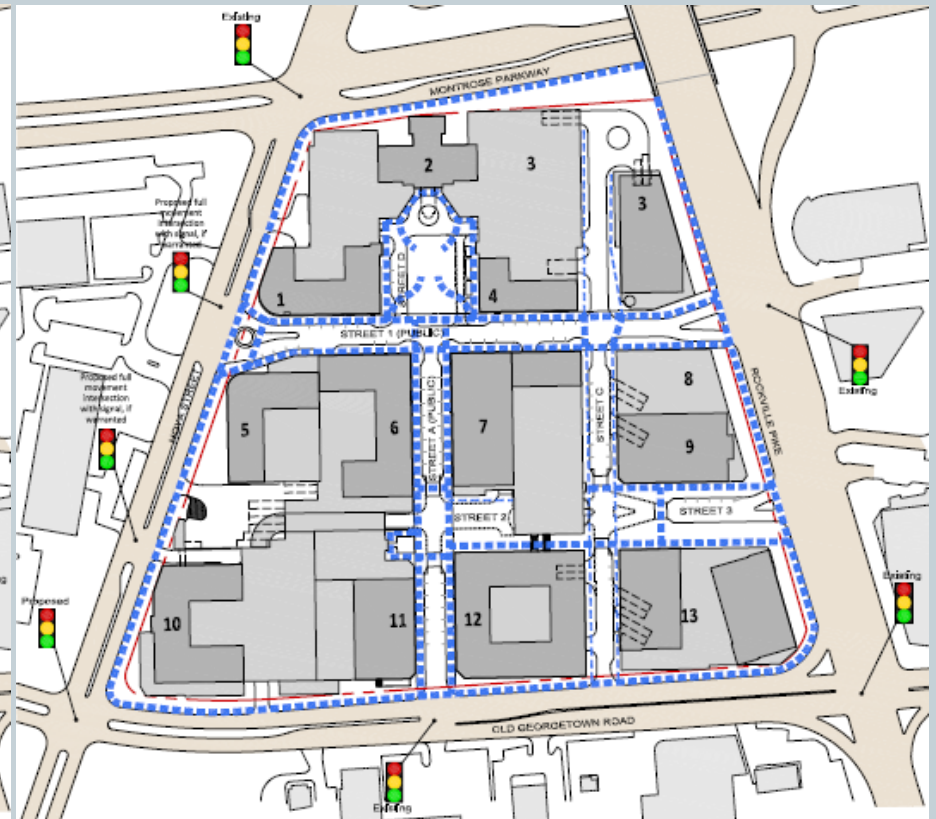 Existing
MONTROSE PARKWAY
2
3
3
Proposed full
movement
intersection
with signal, if
warranted
STREET D
1
4
STREET 1 (PUBLIC)
Existing
Proposed full
movement
intersection
with signal, if
warranted
HOYA STREET
STREET A (PUBLIC)
STREET C
ROCKVILLE PIKE
8
5
6
7
9
STREET 2
STREET 3
Existing
Proposed
10
11
12
13
OLD GEORGETOWN ROAD
Existing